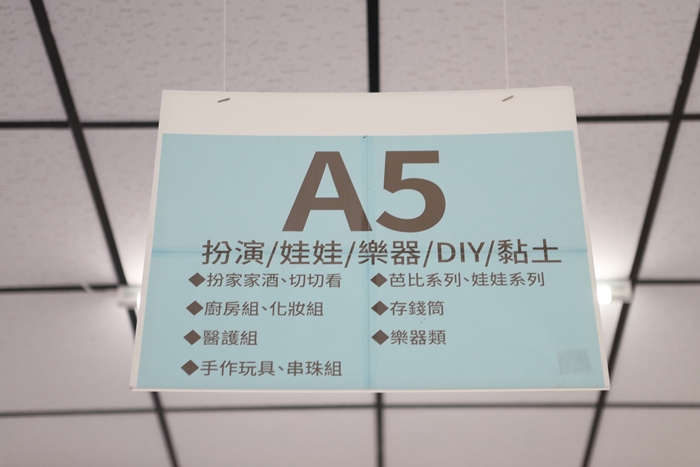 A5
扮演/娃娃/樂器/DIY/黏土
◆扮家家酒、切切看
◆廚房組、化妝組
◆醫護組
◆手作玩具、串珠組
◆芭比系列、娃娃系列
◆存錢筒
◆樂器類